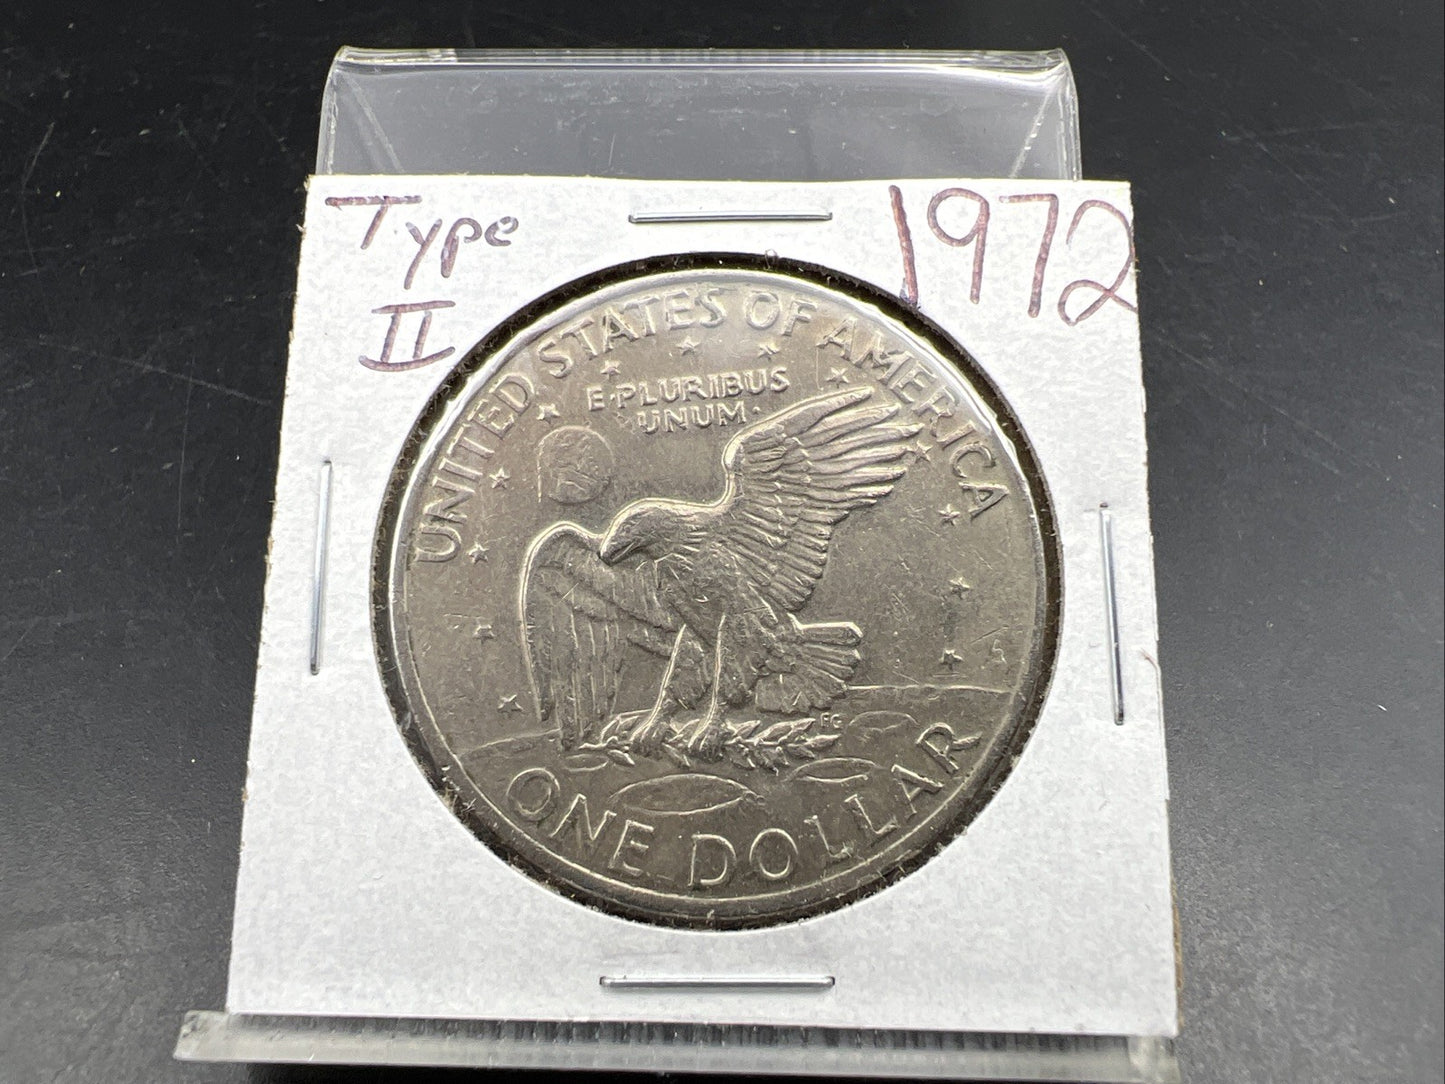 Type
II
1972
UNITED STATES OF AMERICA
E·PLURIBUS
UNUM·
FG
ONE DOLLAR